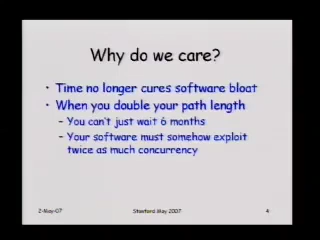 Why do we care?
• Time no longer cures software bloat
• When you double your path length
– You can't just wait 6 months
– Your software must somehow exploit
twice as much concurrency
2-May-07
Stanford May 2007
4